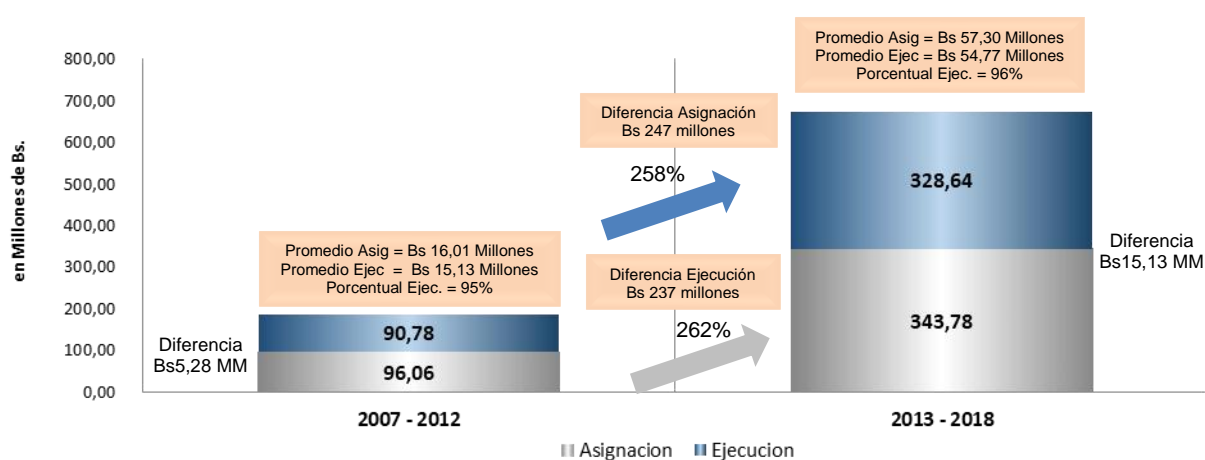 Promedio Asig = Bs 57,30 Millones
Promedio Ejec = Bs 54,77 Millones
Porcentual Ejec. = 96%
en Millones de Bs.
800,00
700,00
600,00
500,00
400,00
300,00
200,00
100,00
0,00
Diferencia Asignación
Bs 247 millones
258%
328,64
Promedio Asig = Bs 16,01 Millones
Promedio Ejec = Bs 15,13 Millones
Porcentual Ejec. = 95%
Diferencia Ejecución
Bs 237 millones
262%
Diferencia
Bs15,13 MM
343,78
Diferencia
Bs5,28 MM
90,78
96,06
2007 - 2012
2013 - 2018
Asignacion
Ejecucion